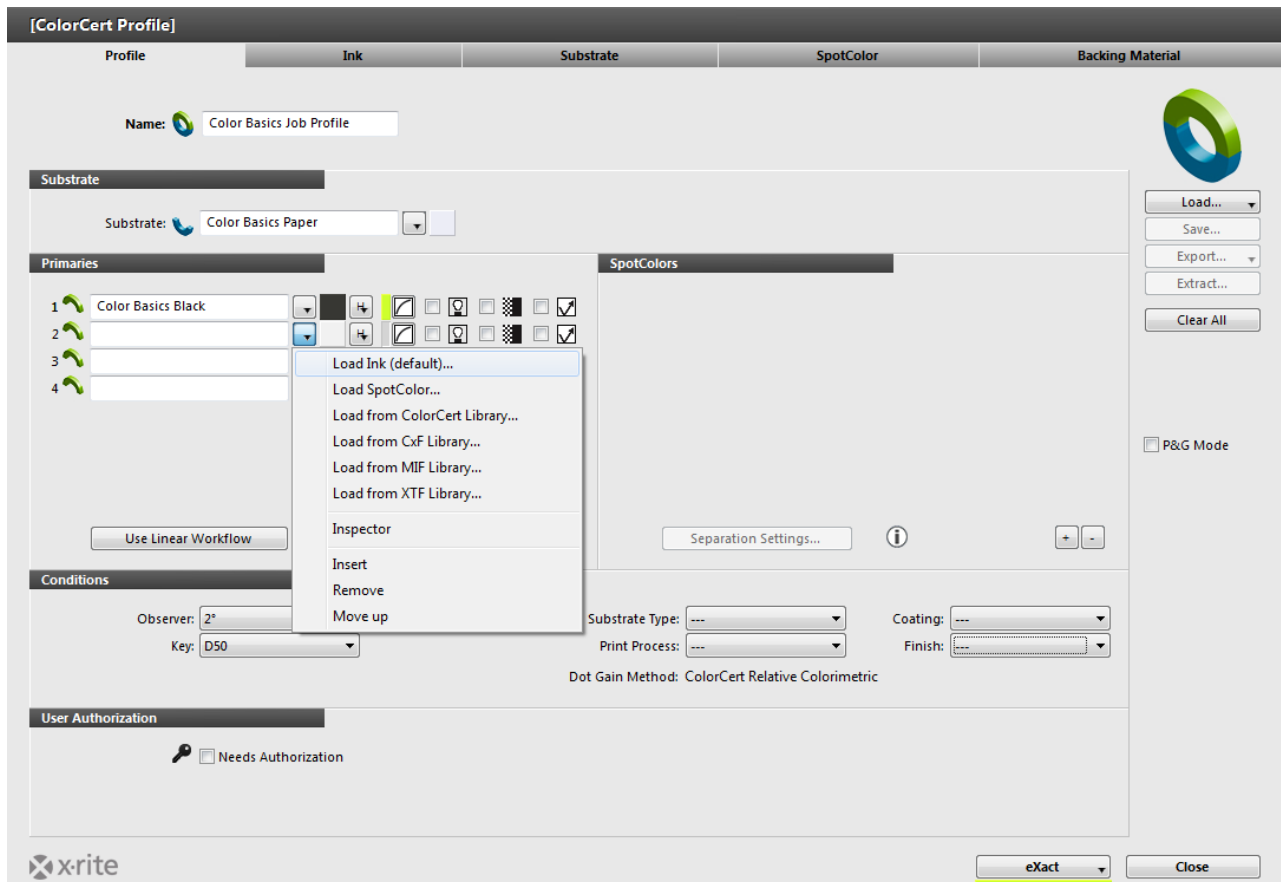 [ColorCert Profile]
Profile Ink Substrate SpotColor Backing Material
Name: Color Basics Job Profile
Substrate
Substrate: Color Basics Paper
Load...
Save...
Export...
Extract...
Clear All
P&G Mode
Primaries
1 Color Basics Black
2
3
4
Load Ink (default)...
Load SpotColor...
Load from ColorCert Library...
Load from CxF Library...
Load from MIF Library...
Load from XTF Library...
Inspector
Insert
Remove
Move up
Use Linear Workflow
SpotColors
Separation Settings...
+ -
Conditions
Observer: 2° Substrate Type: --- Coating: ---
Key: D50 Print Process: --- Finish: ---
Dot Gain Method: ColorCert Relative Colorimetric
User Authorization
Needs Authorization
x·rite
eXact Close